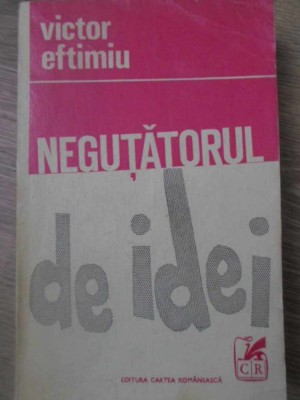 victor
eftimiu
NEGUȚĂTORUL
de idei
CR
EDITURA CARTEA ROMÂNEASCĂ